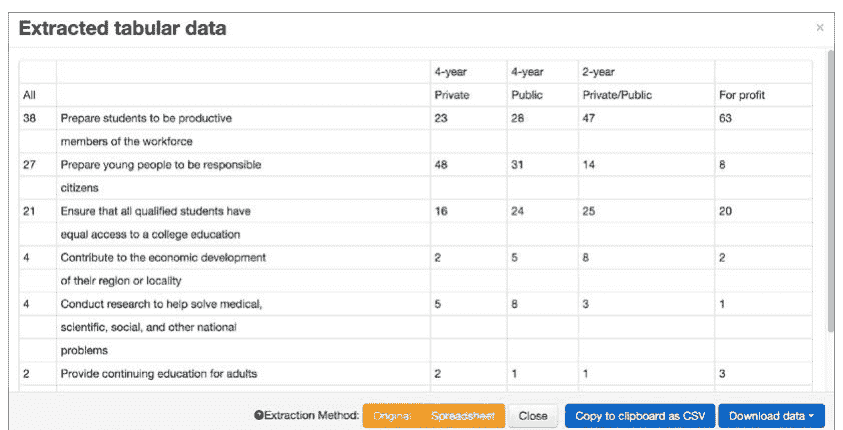 Extracted tabular data ×
4-year 4-year 2-year
All Private Public Private/Public For profit
38 Prepare students to be productive 23 28 47 63
members of the workforce
27 Prepare young people to be responsible 48 31 14 8
citizens
21 Ensure that all qualified students have 16 24 25 20
equal access to a college education
4 Contribute to the economic development 2 5 8 2
of their region or locality
4 Conduct research to help solve medical, 5 8 3 1
scientific, social, and other national
problems
2 Provide continuing education for adults 2 1 1 3
Extraction Method: Original Spreadsheet Close Copy to clipboard as CSV Download data